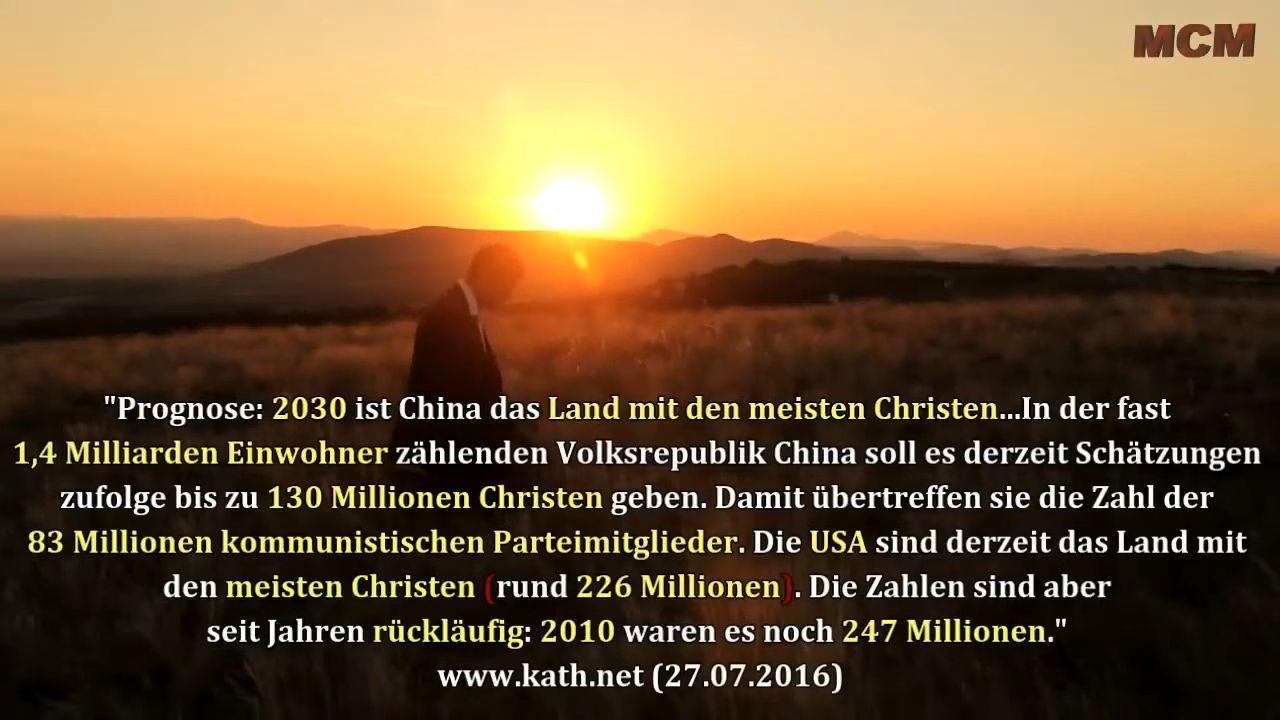 MCM
"Prognose: 2030 ist China das Land mit den meisten Christen...In der fast
1,4 Milliarden Einwohner zählenden Volksrepublik China soll es derzeit Schätzungen
zufolge bis zu 130 Millionen Christen geben. Damit übertreffen sie die Zahl der
83 Millionen kommunistischen Parteimitglieder. Die USA sind derzeit das Land mit
den meisten Christen (rund 226 Millionen). Die Zahlen sind aber
seit Jahren rückläufig: 2010 waren es noch 247 Millionen."
www.kath.net (27.07.2016)